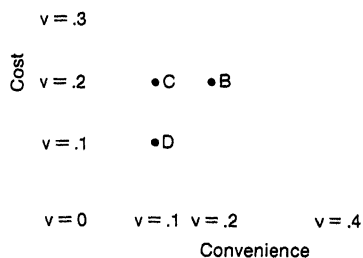 v = .3
Cost
v = .2
C
B
v = .1
D
v = 0
v = .1
v = .2
v = .4
Convenience